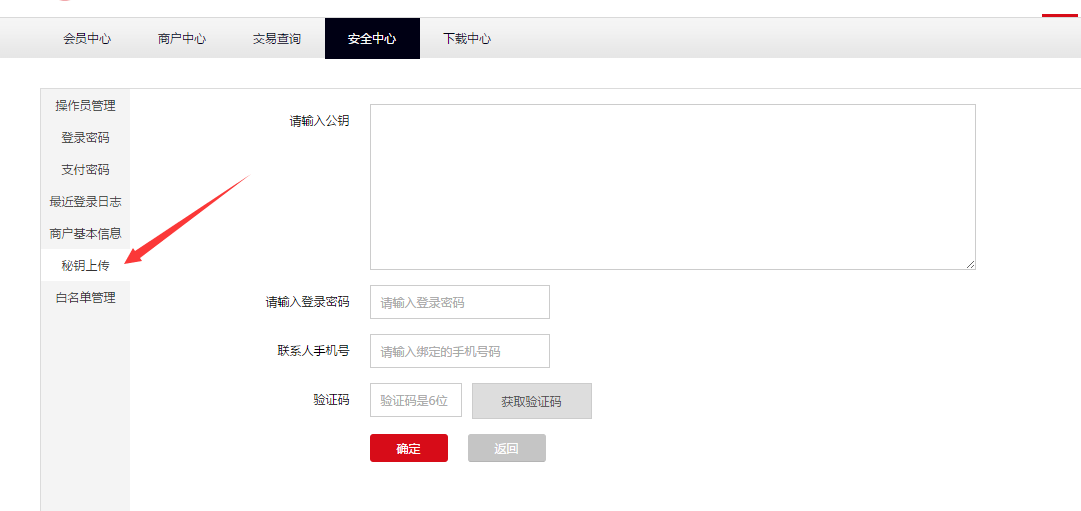 会员中心 商户中心 交易查询 安全中心 下载中心
操作员管理
登录密码
支付密码
最近登录日志
商户基本信息
秘钥上传
白名单管理
请输入公钥
请输入登录密码 请输入登录密码
联系人手机号 请输入绑定的手机号码
验证码 验证码是6位 获取验证码
确定 返回